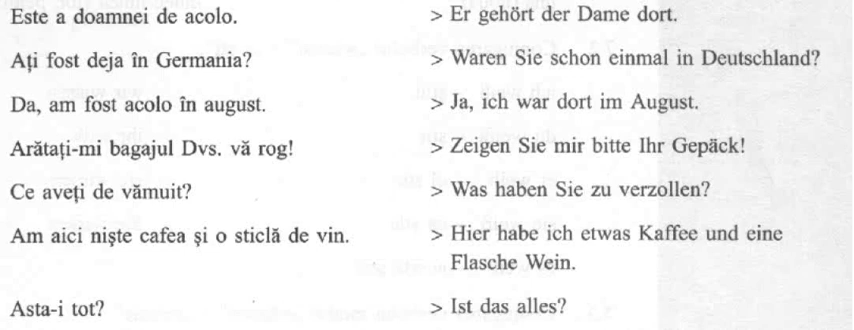 Este a doamnei de acolo. > Er gehört der Dame dort.
Ați fost deja în Germania? > Waren Sie schon einmal in Deutschland?
Da, am fost acolo în august. > Ja, ich war dort im August.
Arătați-mi bagajul Dvs. vă rog! > Zeigen Sie mir bitte Ihr Gepäck!
Ce aveți de vămuit? > Was haben Sie zu verzollen?
Am aici niște cafea și o sticlă de vin. > Hier habe ich etwas Kaffee und eine
Flasche Wein.
Asta-i tot? > Ist das alles?